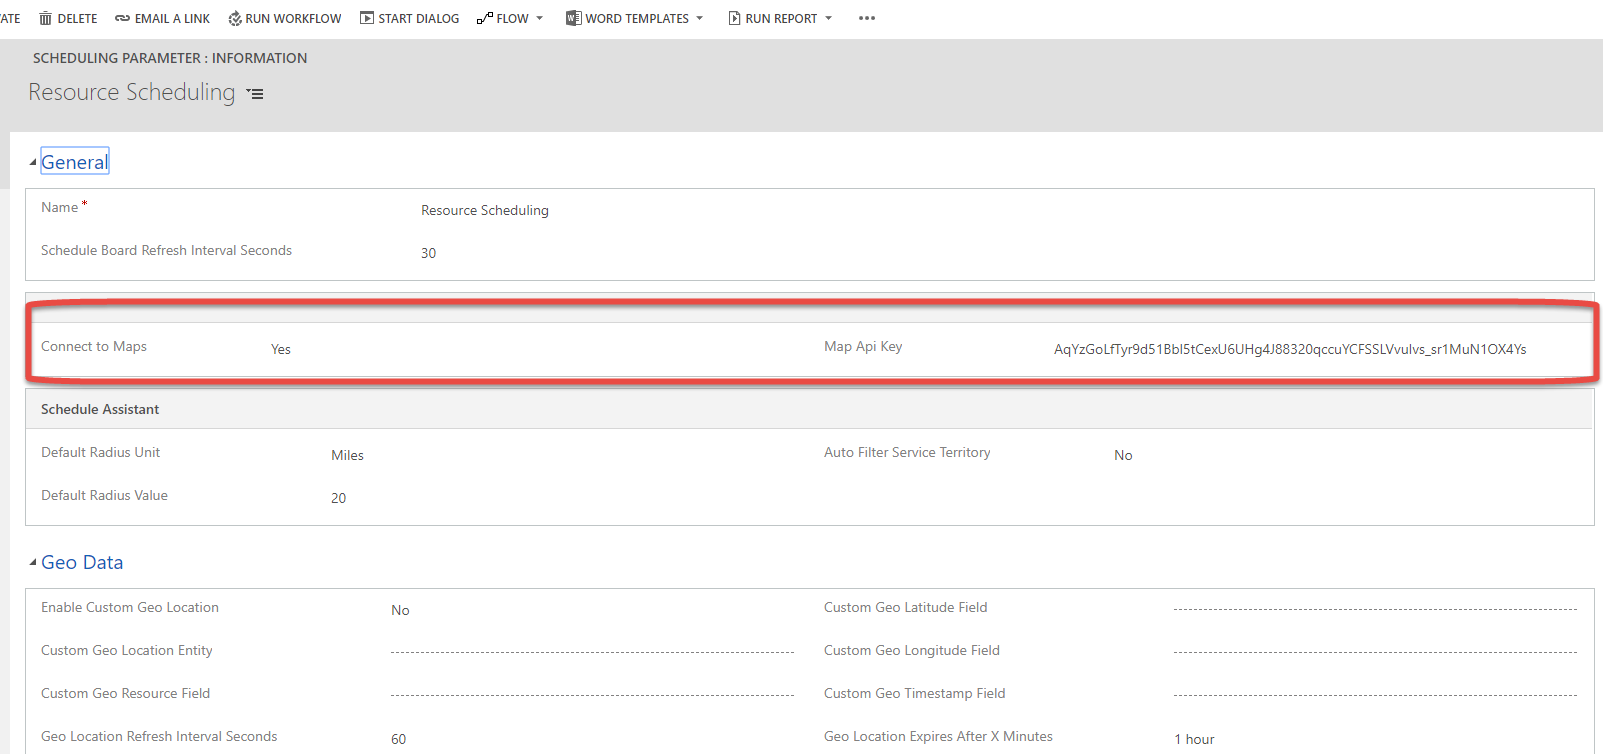 ATE DELETE EMAIL A LINK RUN WORKFLOW START DIALOG FLOW WORD TEMPLATES RUN REPORT
SCHEDULING PARAMETER : INFORMATION
Resource Scheduling
General
Name * Resource Scheduling
Schedule Board Refresh Interval Seconds 30
Connect to Maps Yes Map Api Key AqYzGoLfTyr9d51BbI5tCexU6UHg4J88320qccuYCFSSLVvuIvs_sr1MuN1OX4Ys
Schedule Assistant
Default Radius Unit Miles Auto Filter Service Territory No
Default Radius Value 20
Geo Data
Enable Custom Geo Location No Custom Geo Latitude Field
Custom Geo Location Entity Custom Geo Longitude Field
Custom Geo Resource Field Custom Geo Timestamp Field
Geo Location Refresh Interval Seconds 60 Geo Location Expires After X Minutes 1 hour